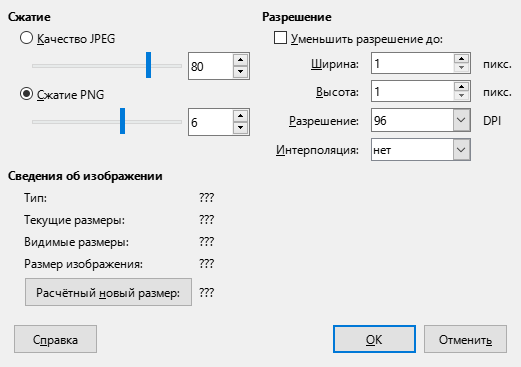 Сжатие
Качество JPEG
80
Сжатие PNG
6
Разрешение
Уменьшить разрешение до:
Ширина: 1 пикс.
Высота: 1 пикс.
Разрешение: 96 DPI
Интерполяция: нет
Сведения об изображении
Тип: ???
Текущие размеры: ???
Видимые размеры: ???
Размер изображения: ???
Расчётный новый размер: ???
Справка OK Отменить